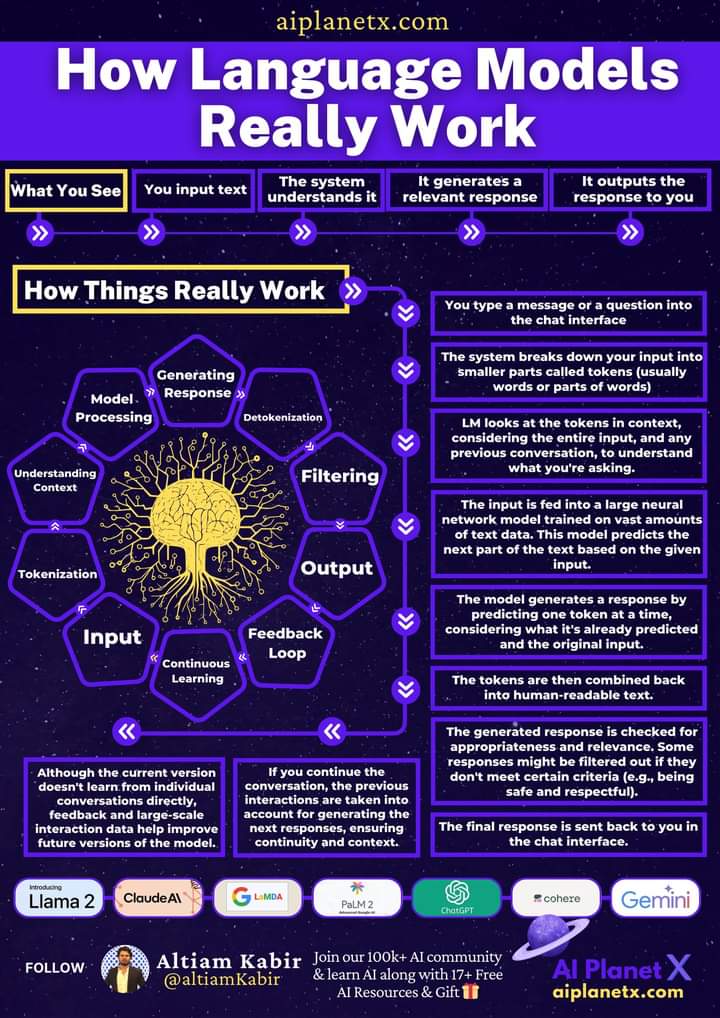 aiplanetx.com
How Language Models
Really Work
What You See
You input text
The system
understands it
It generates a
relevant response
It outputs the
response to you
How Things Really Work
You type a message or a question into
the chat interface
The system breaks down your input into
smaller parts called tokens (usually
words or parts of words)
LM looks at the tokens in context,
considering the entire input, and any
previous conversation, to understand
what you're asking.
The input is fed into a large neural
network model trained on vast amounts
of text data. This model predicts the
next part of the text based on the given
input.
The model generates a response by
predicting one token at a time,
considering what it's already predicted
and the original input.
The tokens are then combined back
into human-readable text.
The generated response is checked for
appropriateness and relevance. Some
responses might be filtered out if they
don't meet certain criteria (e.g., being
safe and respectful).
The final response is sent back to you in
the chat interface.
Generating
Response
Detokenization
Filtering
Output
Feedback
Loop
Continuous
Learning
Input
Tokenization
Understanding
Context
Model
Processing
If you continue the
conversation, the previous
interactions are taken into
account for generating the
next responses, ensuring
continuity and context.
Although the current version
doesn't learn from individual
conversations directly,
feedback and large-scale
interaction data help improve
future versions of the model.
Introducing
Llama 2
Claude AI
G LaMDA
PaLM 2
Advanced Google AI
ChatGPT
cohere
Gemini
FOLLOW
Altiam Kabir
@altiamKabir
Join our 100k+ AI community
& learn AI along with 17+ Free
AI Resources & Gift
AI Planet X
aiplanetx.com